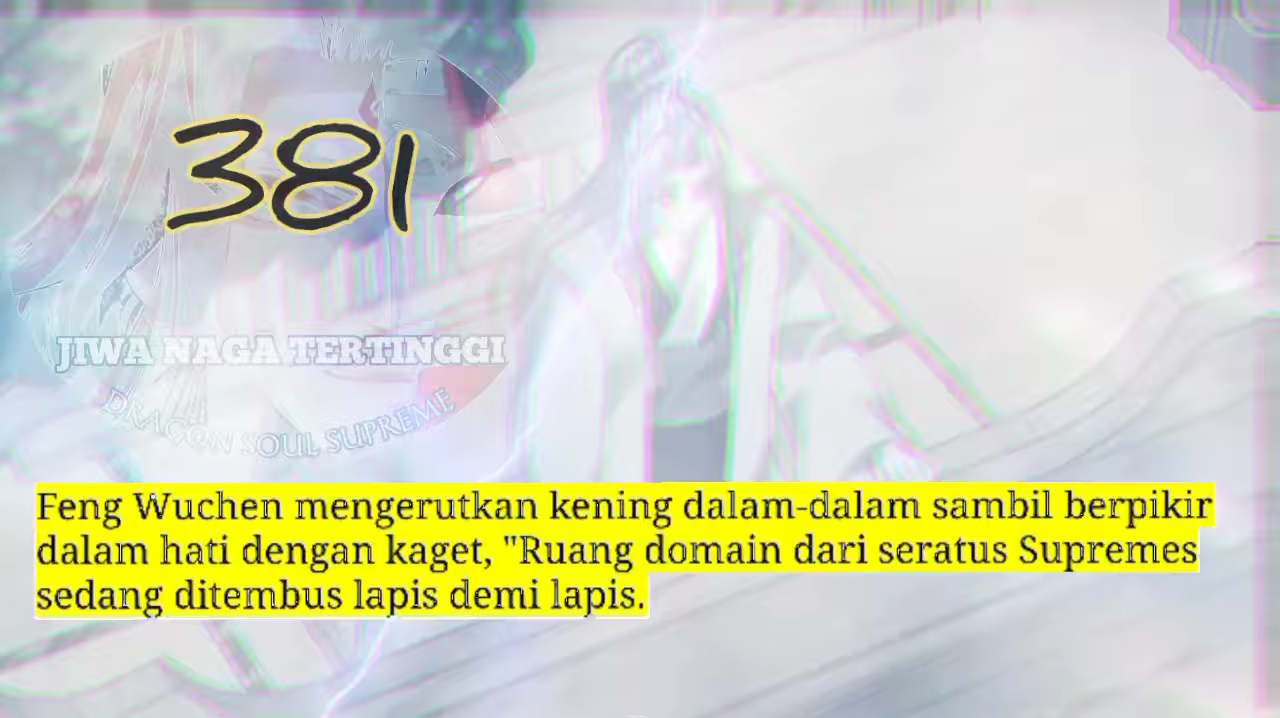 381
JIWA NAGA TERTINGGI
DRAGON SOUL SUPREME
Feng Wuchen mengerutkan kening dalam-dalam sambil berpikir
dalam hati dengan kaget, "Ruang domain dari seratus Supremes
sedang ditembus lapis demi lapis.